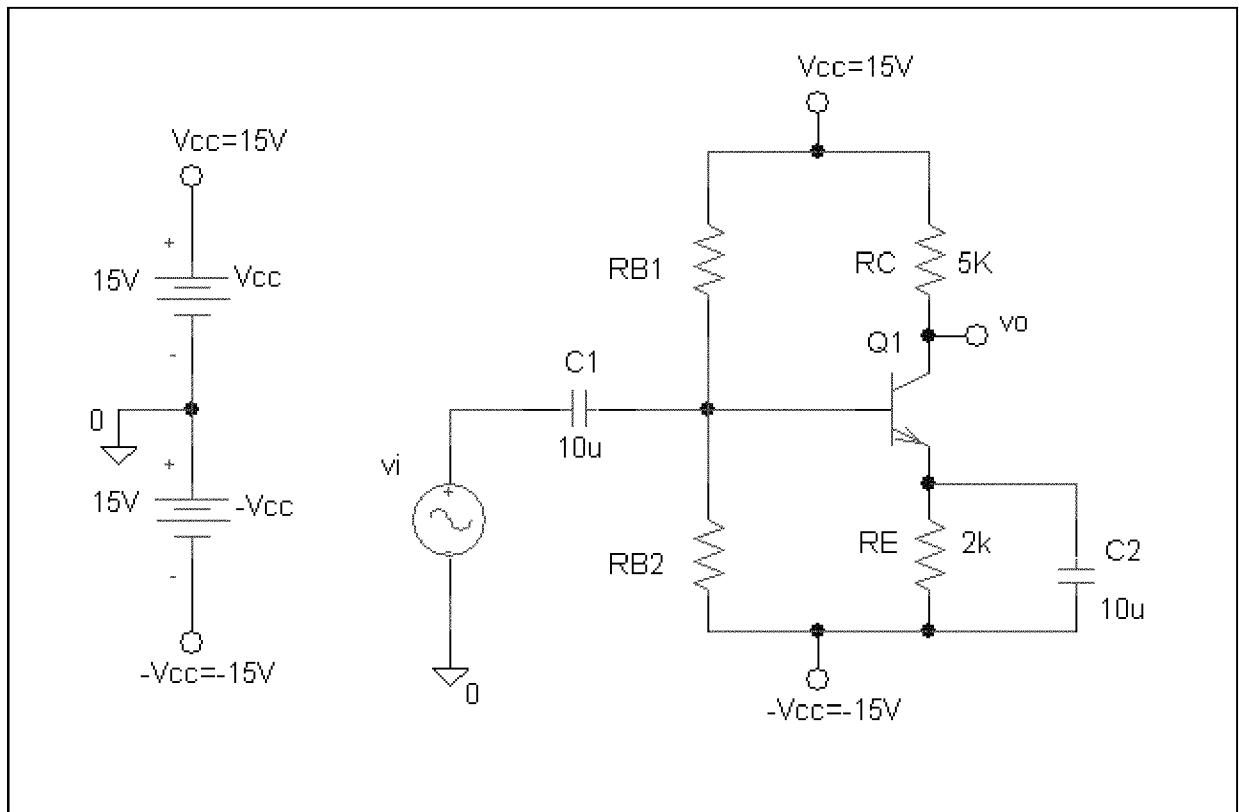 Vcc=15V
Vcc=15V
+
15V
Vcc
-
RB1
RC
5K
vo
Q1
C1
10u
0
+
15V
-Vcc
-
vi
+
RB2
RE
2k
C2
10u
-Vcc=-15V
0
-Vcc=-15V